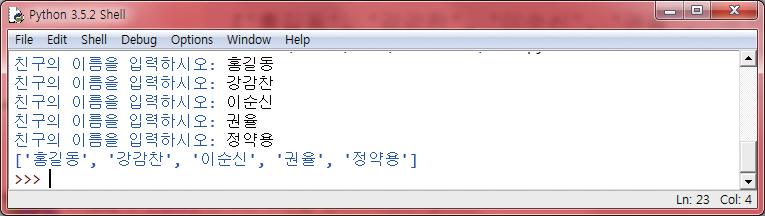 Python 3.5.2 Shell
File Edit Shell Debug Options Window Help
친구의 이름을 입력하시오: 홍길동
친구의 이름을 입력하시오: 강감찬
친구의 이름을 입력하시오: 이순신
친구의 이름을 입력하시오: 권율
친구의 이름을 입력하시오: 정약용
['홍길동', '강감찬', '이순신', '권율', '정약용']
>>>
Ln: 23 Col: 4